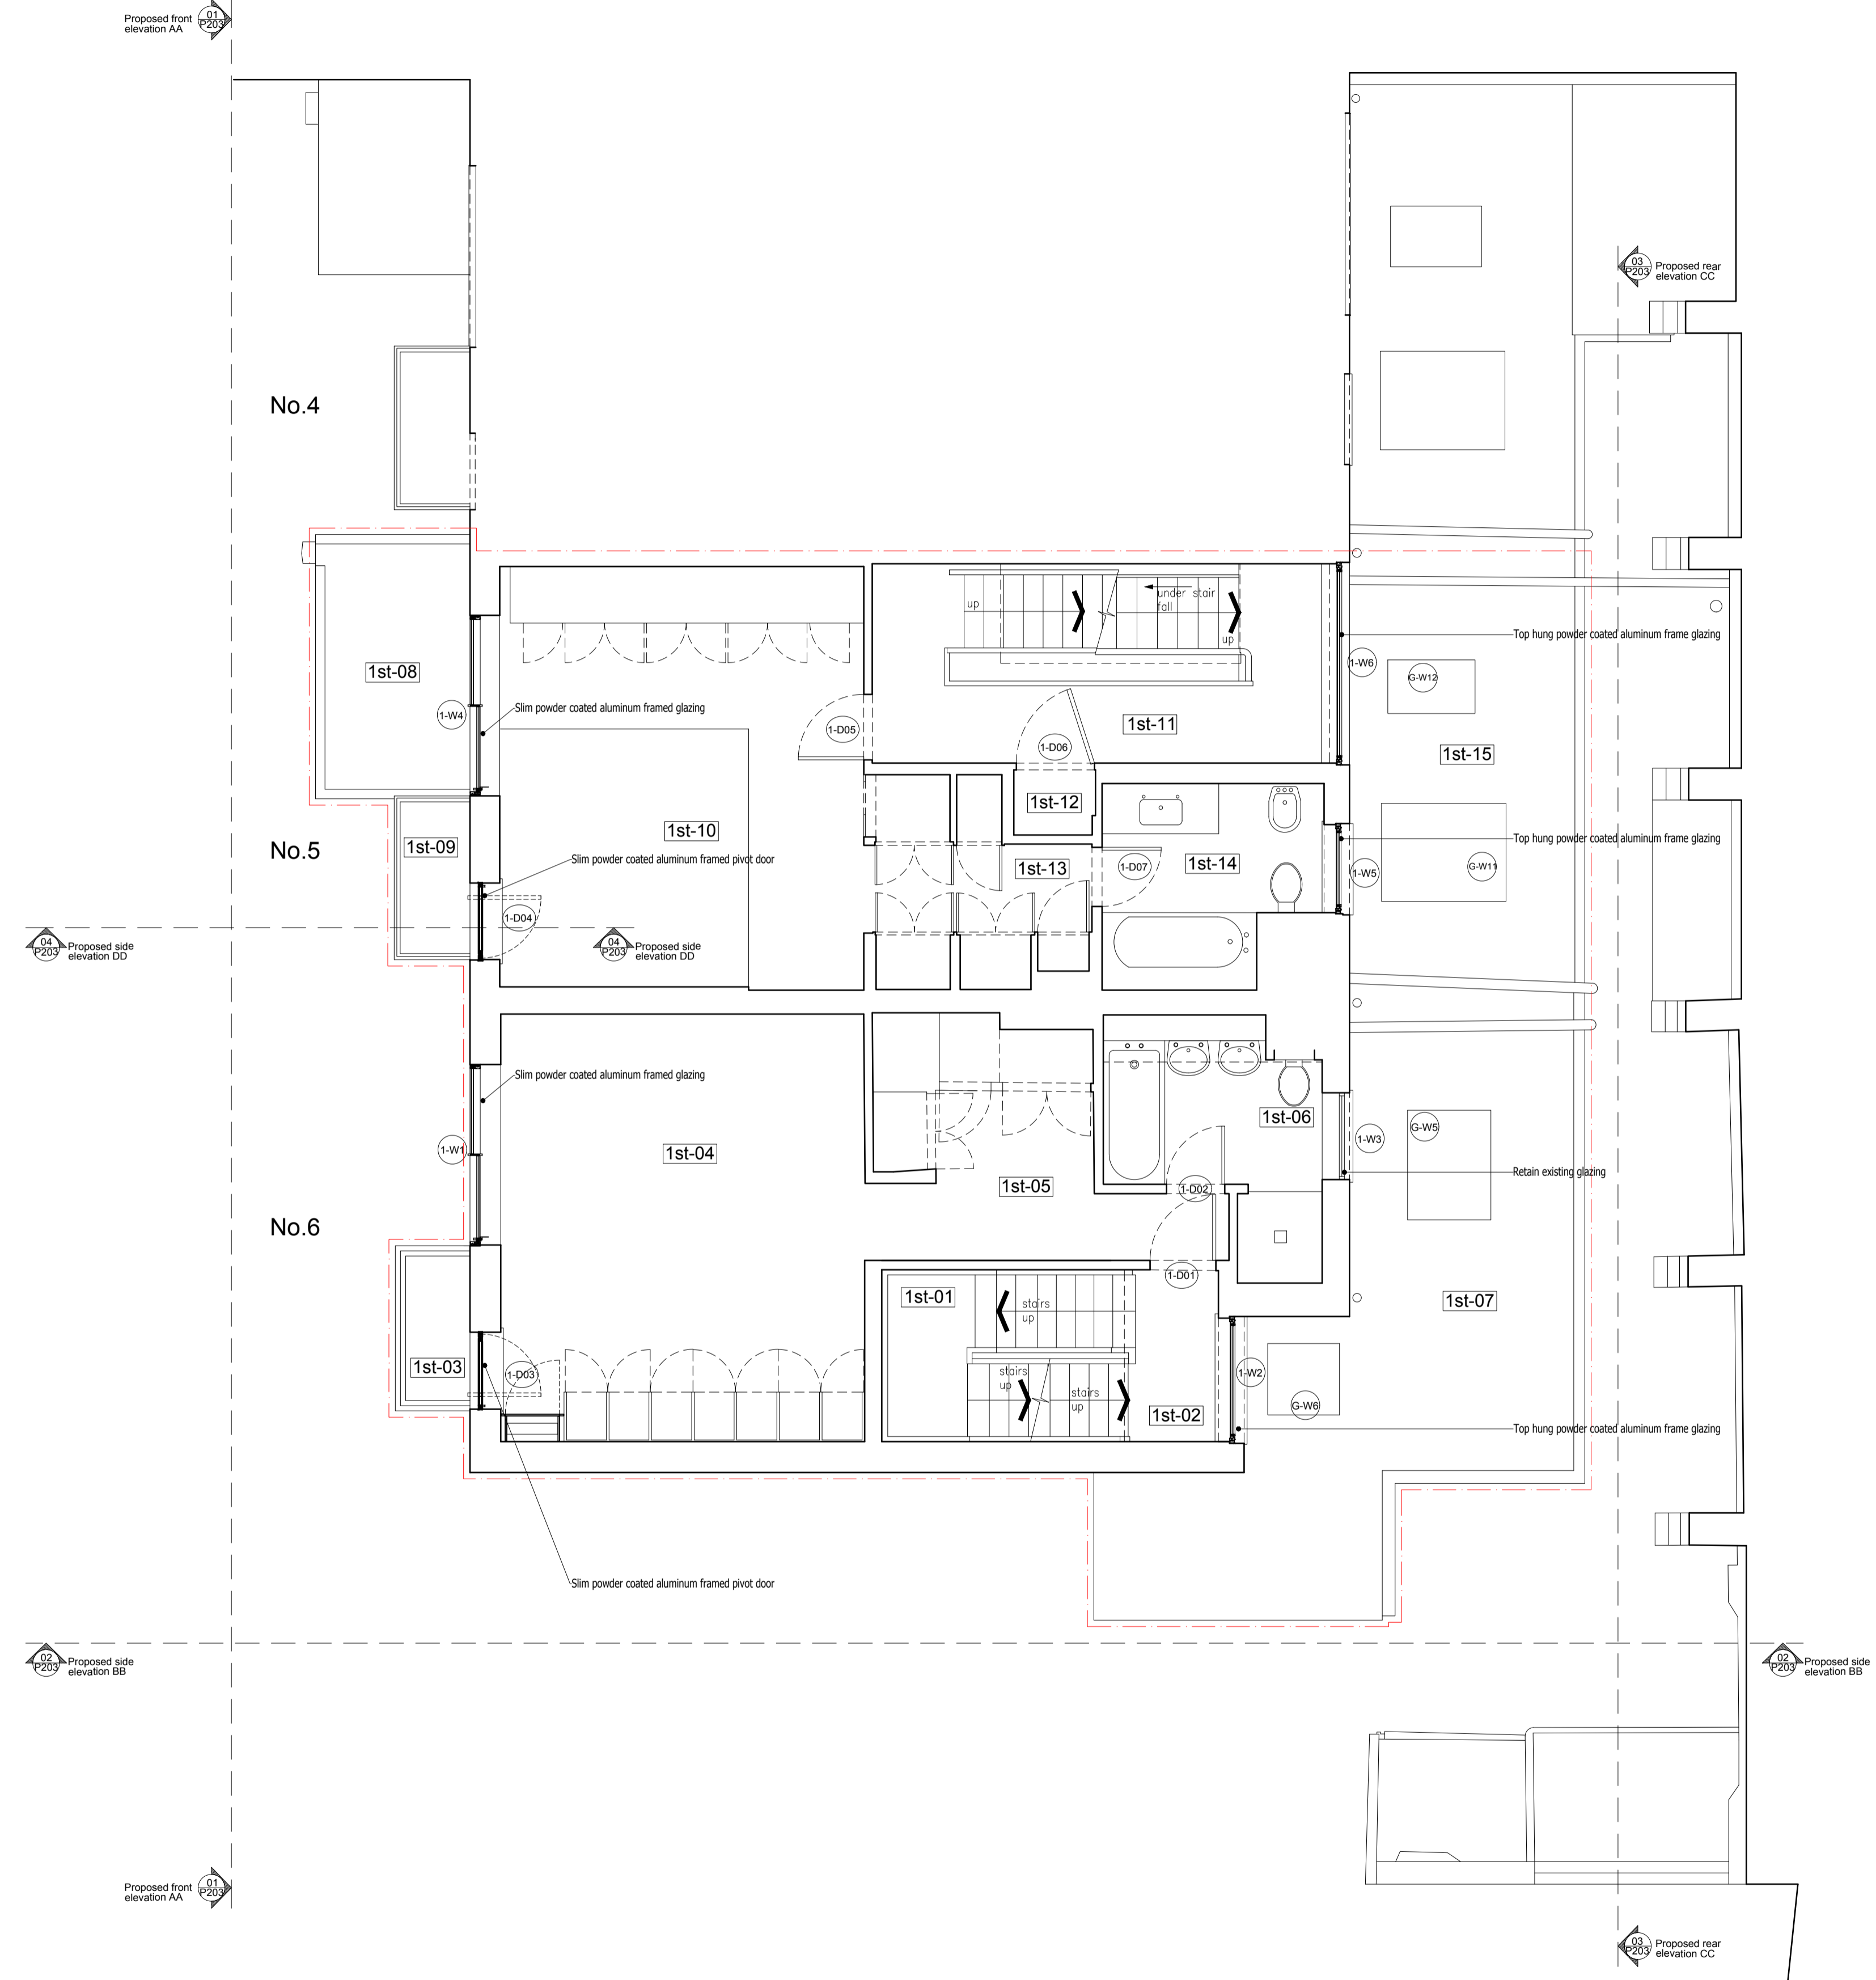 Proposed front
elevation AA
01
P203
03
P203
Proposed rear
elevation CC
No.4
up
under stair
fall
up
Top hung powder coated aluminum frame glazing
1-W6
1st-08
G-W12
Slim powder coated aluminum framed glazing
1-W4
1-D05
1st-11
1-D06
1st-15
1st-12
1st-10
Top hung powder coated aluminum frame glazing
No.5
1st-09
Slim powder coated aluminum framed pivot door
1st-13
1-D07
1st-14
1-W5
G-W11
1-D04
04
P203
Proposed side
elevation DD
04
P203
Proposed side
elevation DD
Slim powder coated aluminum framed glazing
1st-06
G-W5
1-W3
1-W1
1st-04
Retain existing glazing
1st-05
1-D02
No.6
1-D01
1st-01
stairs
up
1st-07
1st-03
1-D03
stairs
up
stairs
up
1-W2
G-W6
1st-02
Top hung powder coated aluminum frame glazing
Slim powder coated aluminum framed pivot door
02
P203
Proposed side
elevation BB
02
P203
Proposed side
elevation BB
Proposed front
elevation AA
01
P203
03
P203
Proposed rear
elevation CC